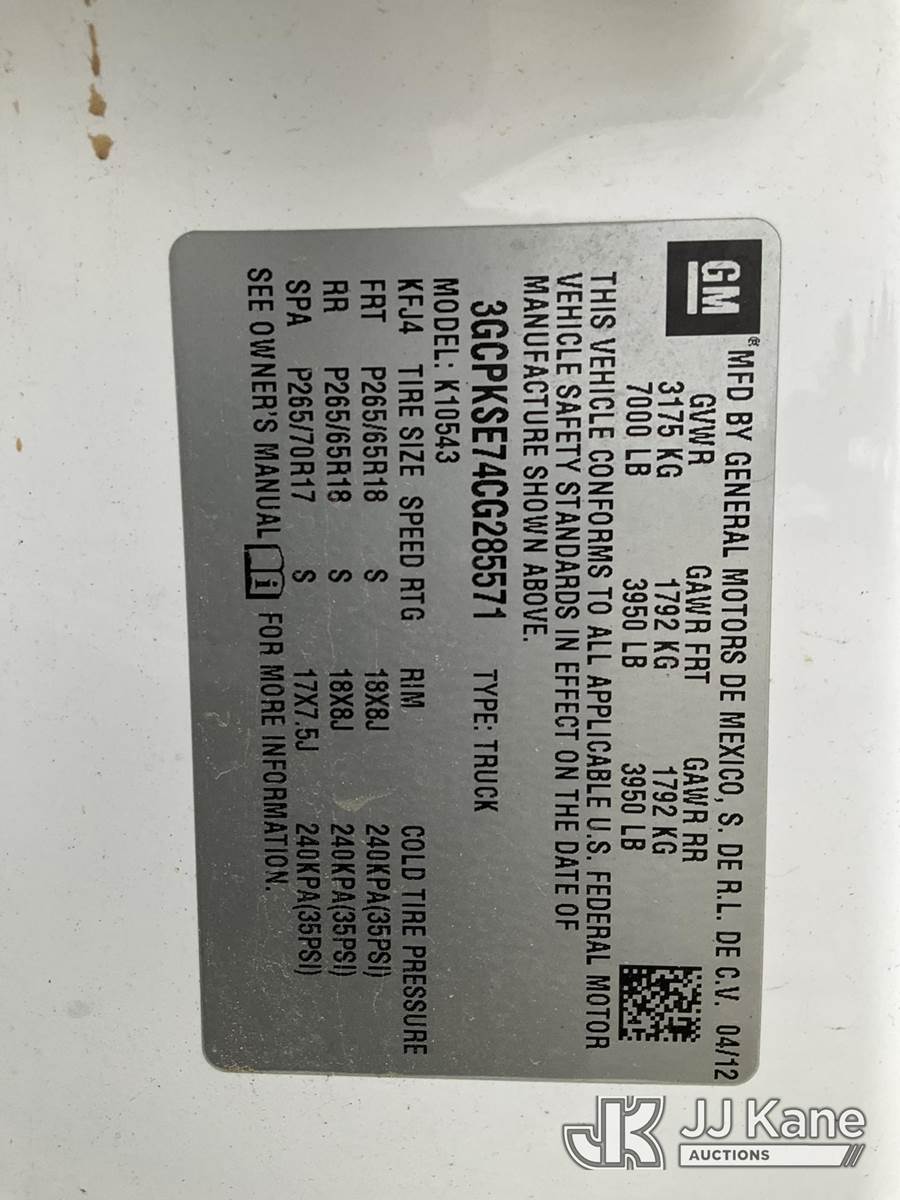 GM
® MFD BY GENERAL MOTORS DE MEXICO, S. DE R.L. DE C.V. 04/12
GVWR GAWR FRT GAWR RR
3175 KG 1792 KG 1792 KG
7000 LB 3950 LB 3950 LB
THIS VEHICLE CONFORMS TO ALL APPLICABLE U.S. FEDERAL MOTOR
VEHICLE SAFETY STANDARDS IN EFFECT ON THE DATE OF
MANUFACTURE SHOWN ABOVE.
3GCPKSE74CG285571 TYPE: TRUCK
MODEL: K10543
KFJ4 TIRE SIZE SPEED RTG RIM COLD TIRE PRESSURE
FRT P265/65R18 S 18X8J 240KPA(35PSI)
RR P265/65R18 S 18X8J 240KPA(35PSI)
SPA P265/70R17 S 17X7.5J 240KPA(35PSI)
SEE OWNER'S MANUAL i FOR MORE INFORMATION.
JK JJ Kane
AUCTIONS